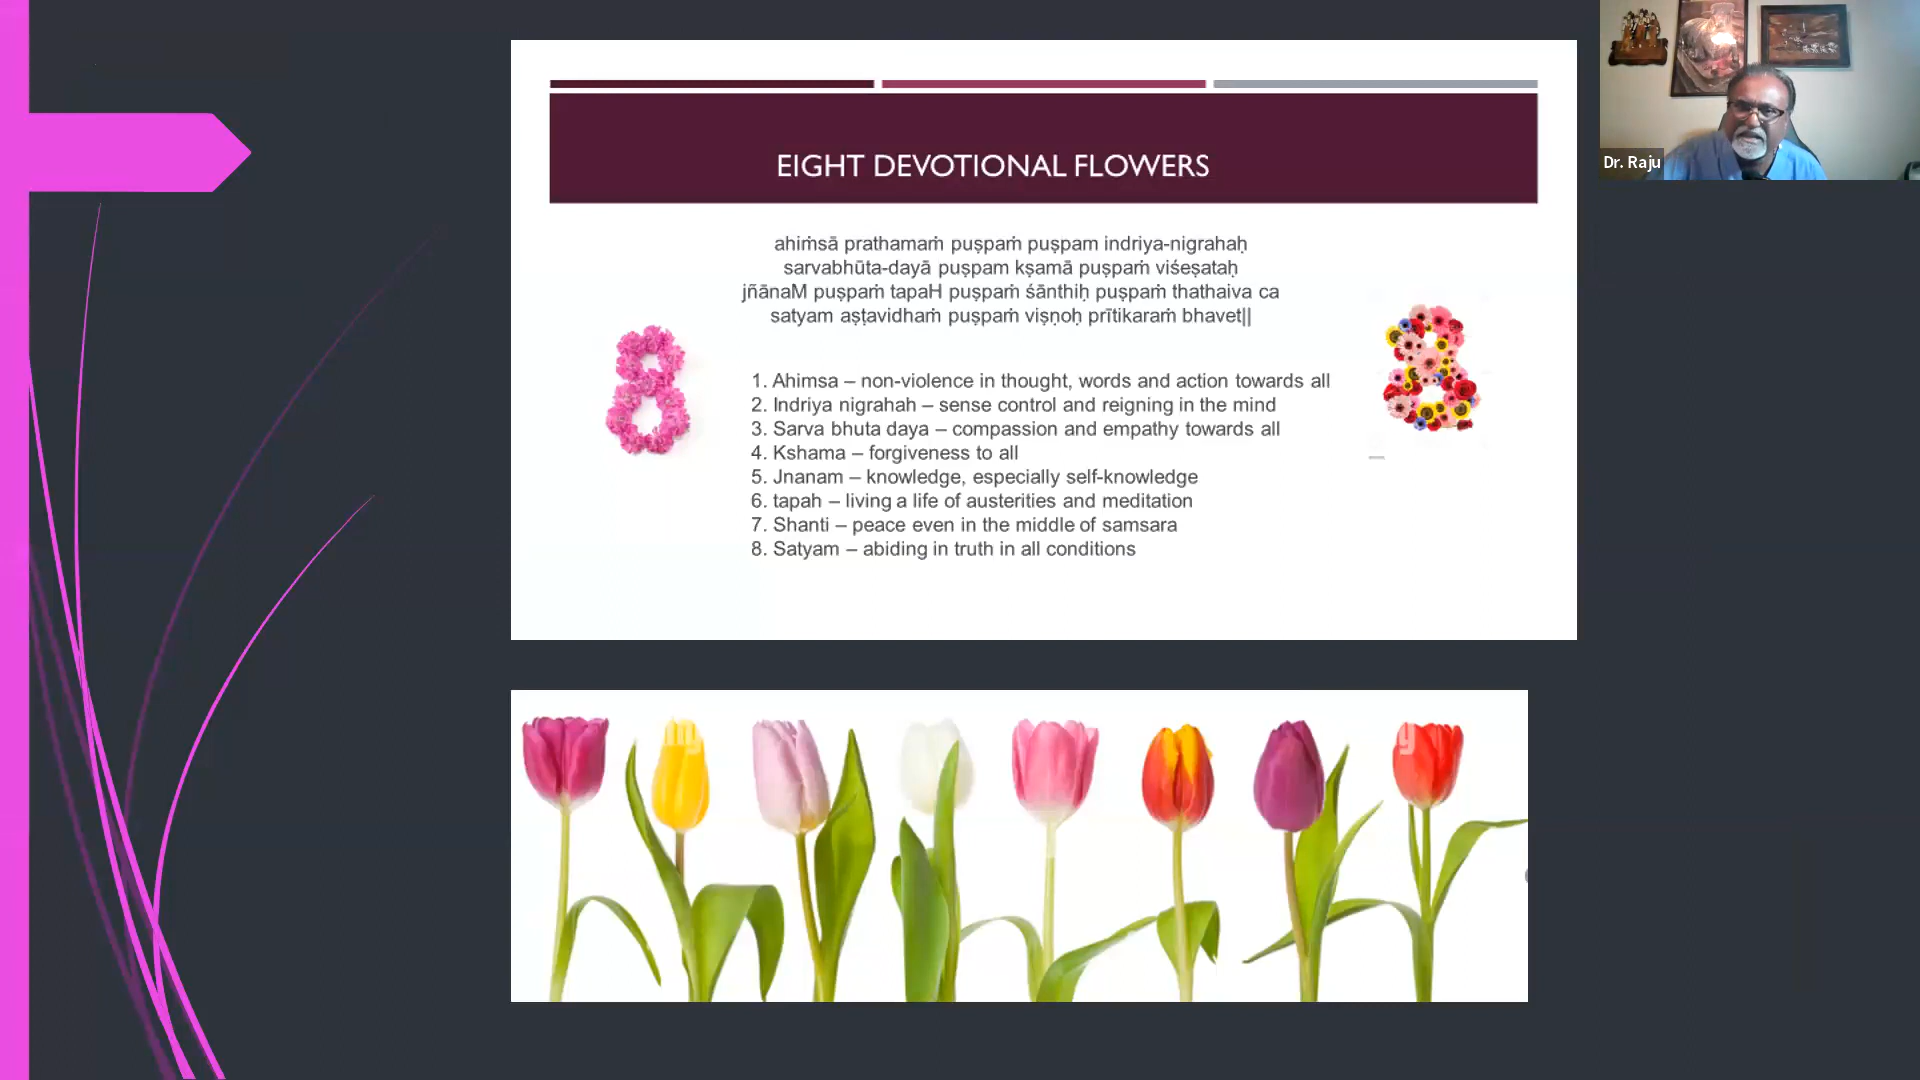 EIGHT DEVOTIONAL FLOWERS
ahiṁsā prathamaṁ puṣpaṁ puṣpam indriya-nigrahaḥ
sarvabhūta-dayā puṣpam kṣamā puṣpaṁ viśeṣataḥ
jñānaM puṣpaṁ tapaH puṣpaṁ śānthiḥ puṣpaṁ thathaiva ca
satyam aṣṭavidhaṁ puṣpaṁ viṣṇoḥ prītikaraṁ bhavet||
1. Ahimsa – non-violence in thought, words and action towards all
2. Indriya nigrahah – sense control and reigning in the mind
3. Sarva bhuta daya – compassion and empathy towards all
4. Kshama – forgiveness to all
5. Jnanam – knowledge, especially self-knowledge
6. tapah – living a life of austerities and meditation
7. Shanti – peace even in the middle of samsara
8. Satyam – abiding in truth in all conditions
Dr. Raju